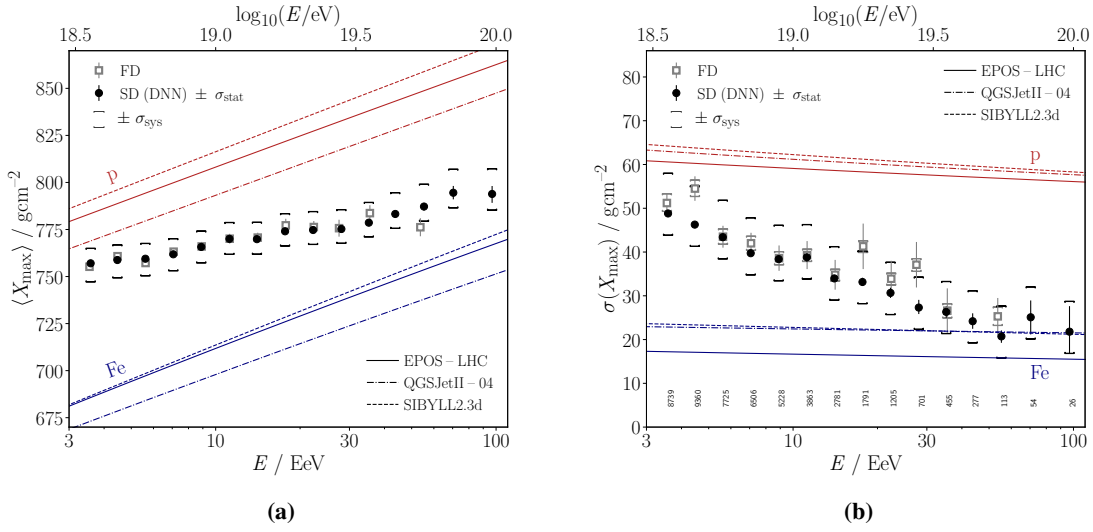 log₁₀(E/eV)
18.5 19.0 19.5 20.0
FD
SD (DNN) ± σstat
± σsys
p
Fe
EPOS – LHC
QGSJetII – 04
SIBYLL2.3d
⟨Xmax⟩ / gcm⁻²
850
825
800
775
750
725
700
675
3 10 30 100
E / EeV
(a)
log₁₀(E/eV)
18.5 19.0 19.5 20.0
FD
SD (DNN) ± σstat
± σsys
EPOS – LHC
QGSJetII – 04
SIBYLL2.3d
p
Fe
σ(Xmax) / gcm⁻²
80
70
60
50
40
30
20
10
0
8739 9360 7725 6506 5228 3863 2781 1791 1205 701 455 277 113 54 26
3 10 30 100
E / EeV
(b)